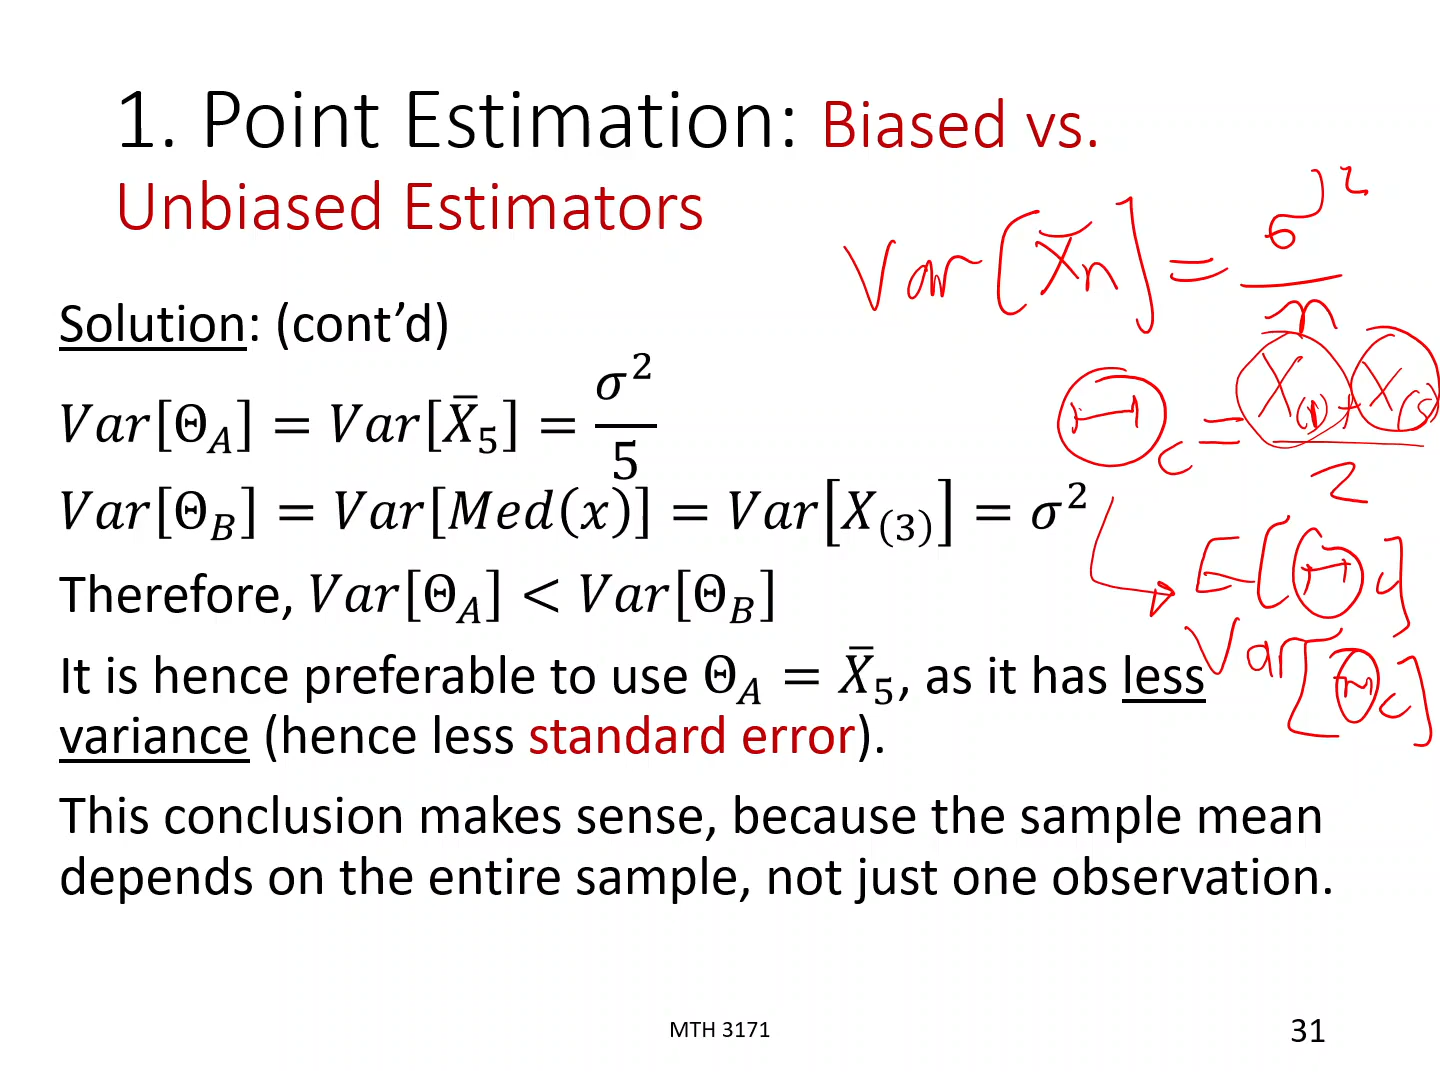 1. Point Estimation: Biased vs.
Unbiased Estimators
Var[X̄n] = σ²/n
Solution: (cont’d)
Var[Θ_A] = Var[X̄_5] = σ²/5
Θ_C = (X_(1) + X_(5))/2
Var[Θ_B] = Var[Med(x)] = Var[X_(3)] = σ²
E[Θ_C]
Therefore, Var[Θ_A] < Var[Θ_B]
Var[Θ_C]
It is hence preferable to use Θ_A = X̄_5, as it has less
variance (hence less standard error).
This conclusion makes sense, because the sample mean
depends on the entire sample, not just one observation.
MTH 3171
31